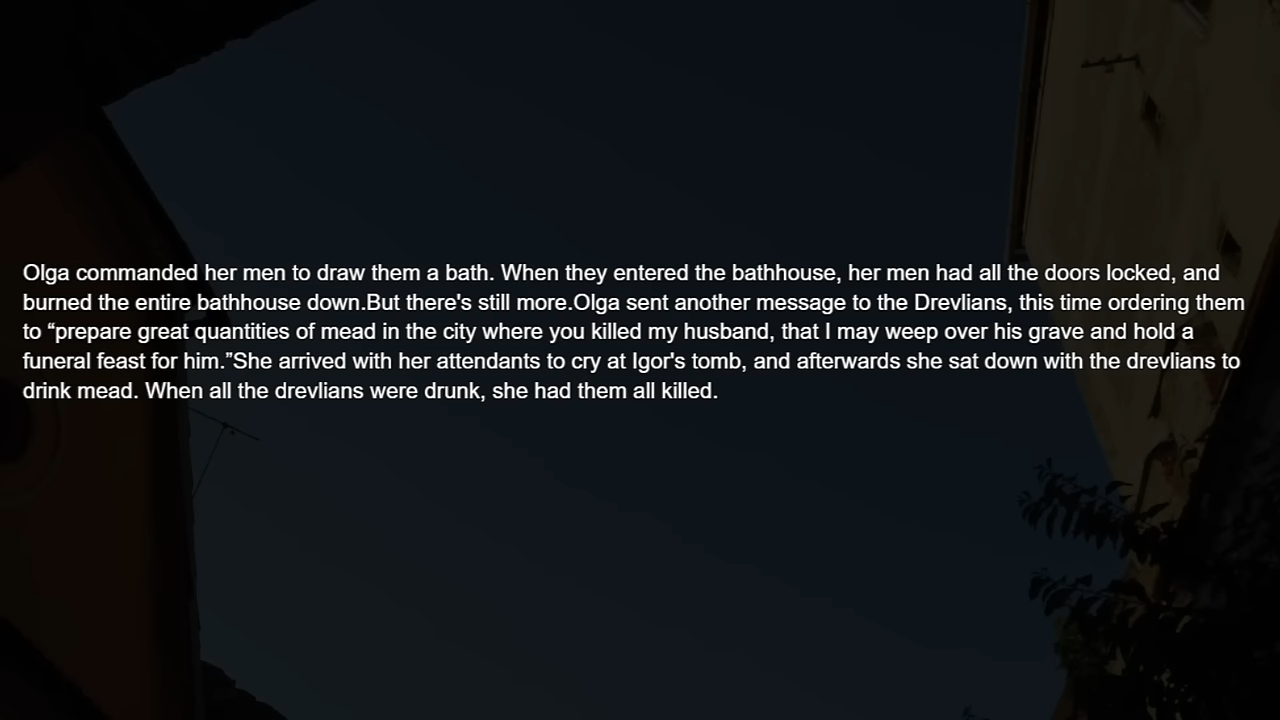 Olga commanded her men to draw them a bath. When they entered the bathhouse, her men had all the doors locked, and
burned the entire bathhouse down.But there's still more.Olga sent another message to the Drevlians, this time ordering them
to “prepare great quantities of mead in the city where you killed my husband, that I may weep over his grave and hold a
funeral feast for him.”She arrived with her attendants to cry at Igor's tomb, and afterwards she sat down with the drevlians to
drink mead. When all the drevlians were drunk, she had them all killed.